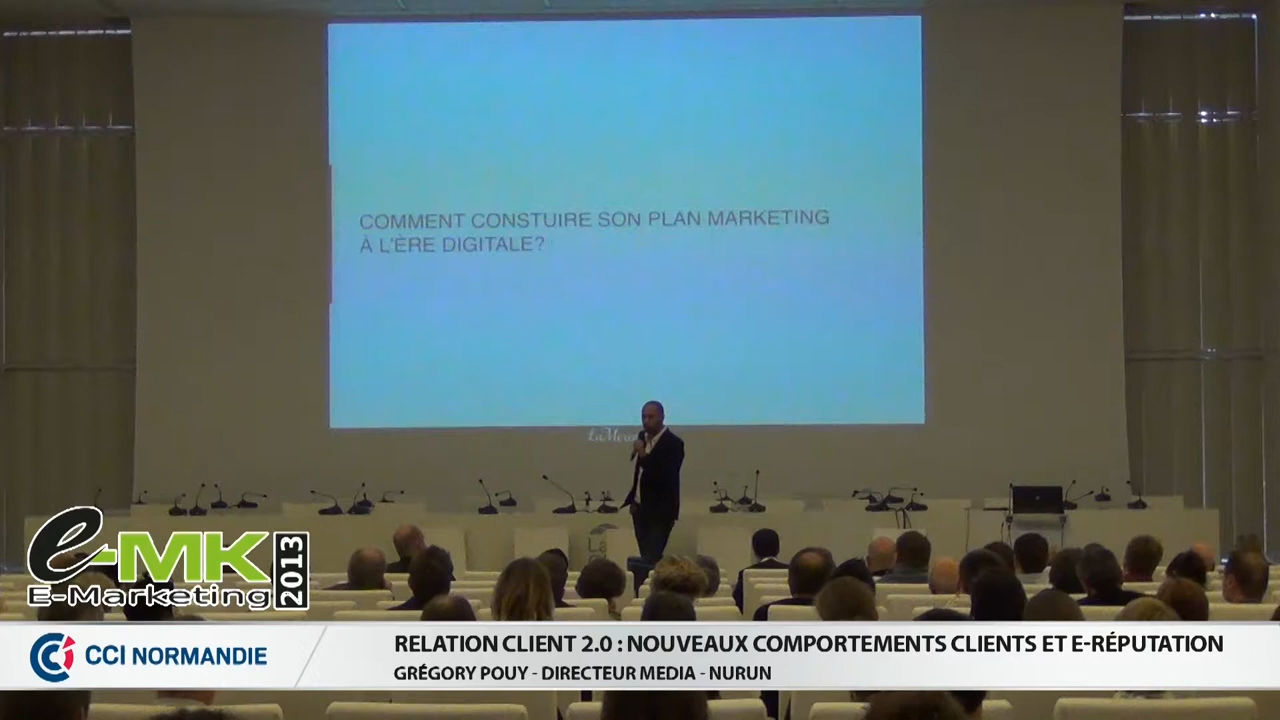 COMMENT CONSTUIRE SON PLAN MARKETING
À L'ÈRE DIGITALE?
e-MK
E-Marketing
2013
CCI NORMANDIE
RELATION CLIENT 2.0 : NOUVEAUX COMPORTEMENTS CLIENTS ET E-RÉPUTATION
GRÉGORY POUY - DIRECTEUR MEDIA - NURUN